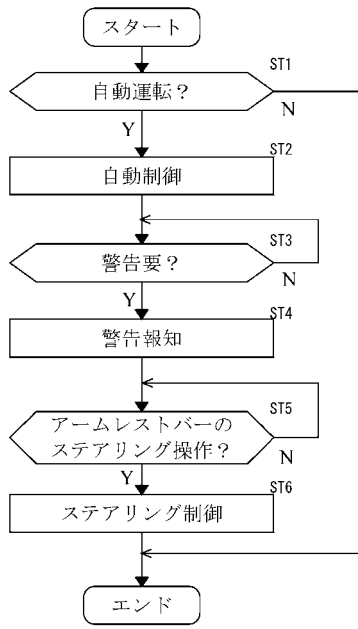 スタート
ST1
自動運転？
N
Y
ST2
自動制御
ST3
警告要？
N
Y
ST4
警告報知
ST5
アームレストバーの
ステアリング操作？
N
Y
ST6
ステアリング制御
エンド